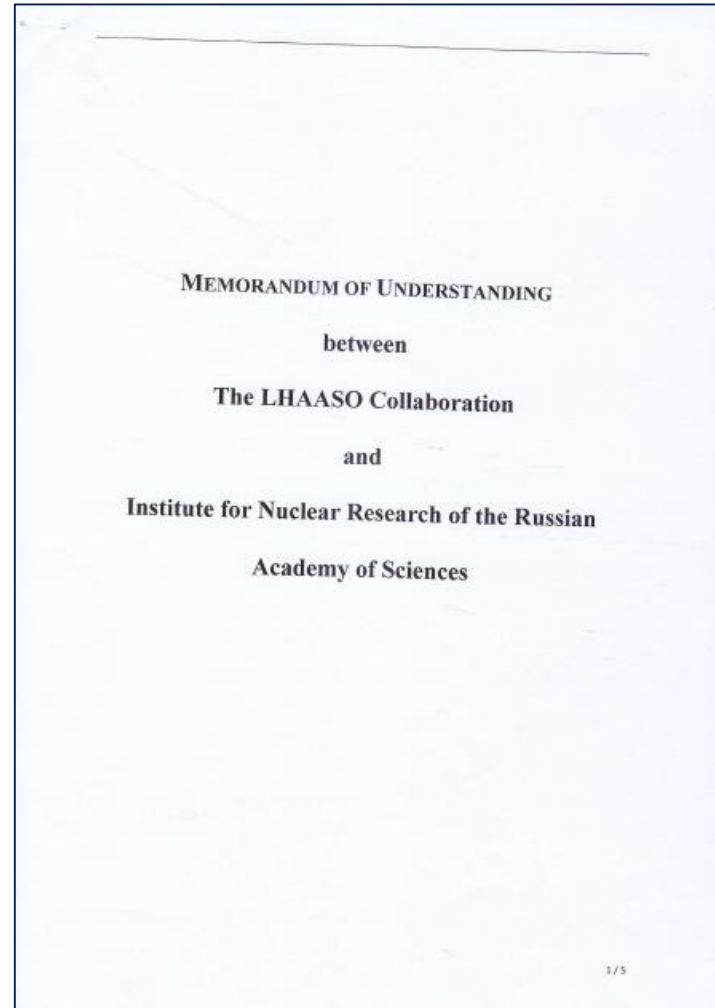 MEMORANDUM OF UNDERSTANDING
between
The LHAASO Collaboration
and
Institute for Nuclear Research of the Russian
Academy of Sciences
1/5